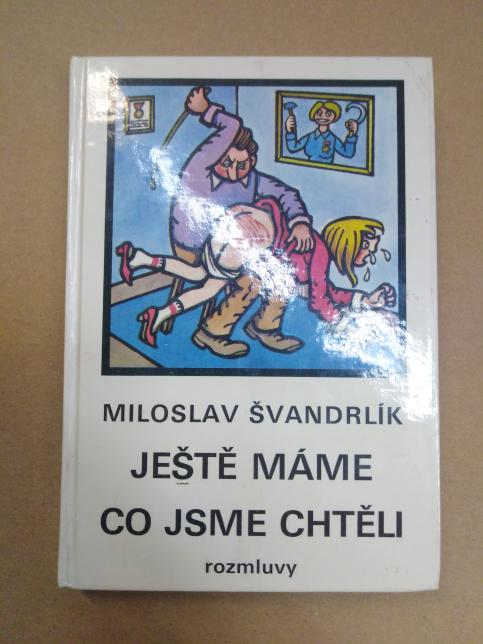 MILOSLAV ŠVANDRLÍK
JEŠTĚ MÁME
CO JSME CHTĚLI
rozmluvy